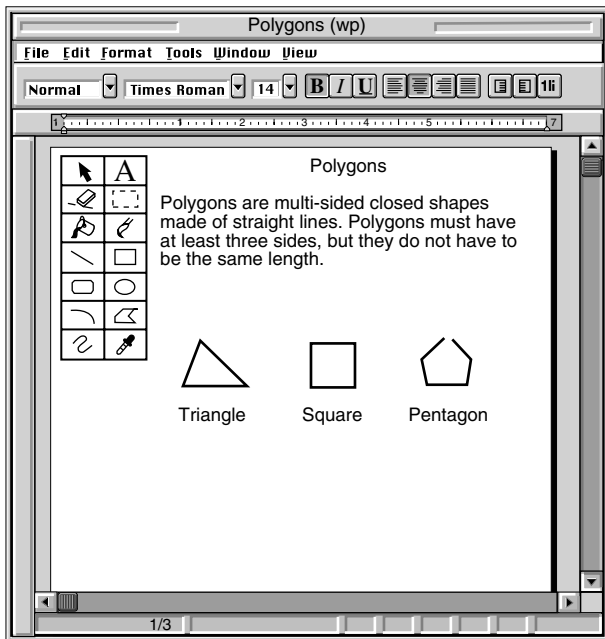 Polygons (wp)
File Edit Format Tools Window View
Normal Times Roman 14 B I U 1li
1 1 2 3 4 5 7
A
Polygons
Polygons are multi-sided closed shapes
made of straight lines. Polygons must have
at least three sides, but they do not have to
be the same length.
Triangle Square Pentagon
1/3